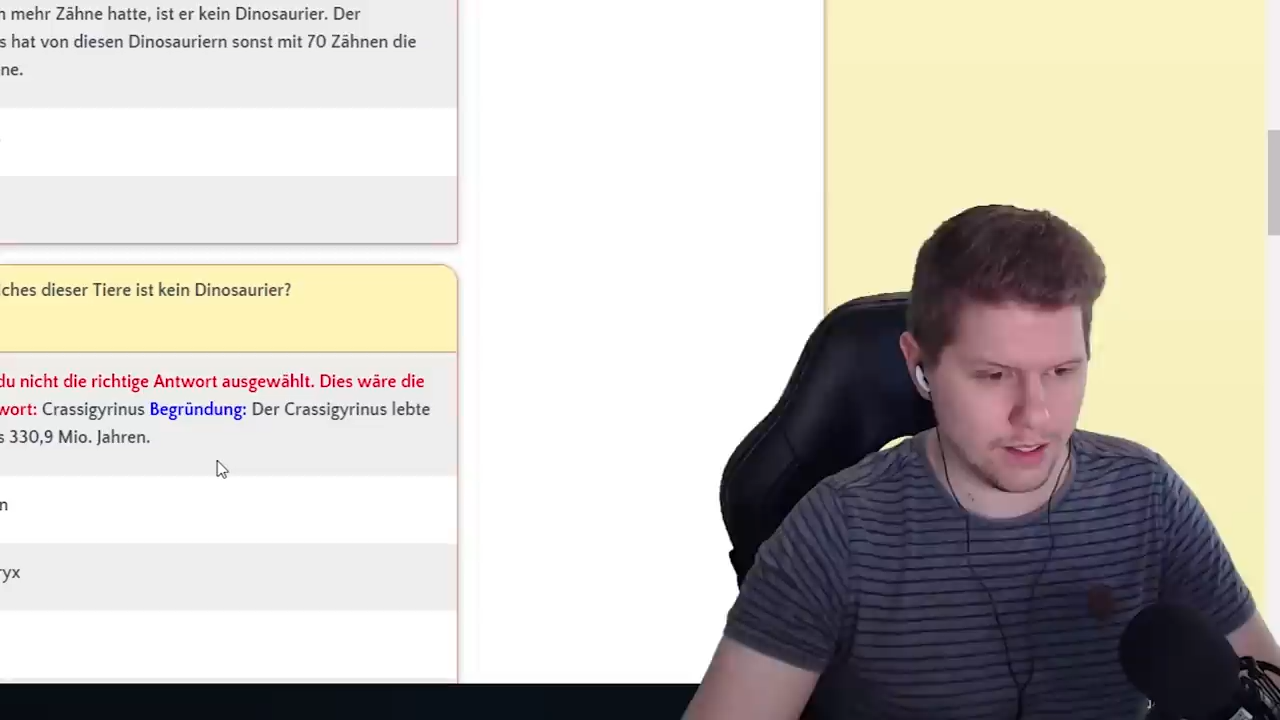 mehr Zähne hatte, ist er kein Dinosaurier. Der
s hat von diesen Dinosauriern sonst mit 70 Zähnen die
ne.
lches dieser Tiere ist kein Dinosaurier?
du nicht die richtige Antwort ausgewählt. Dies wäre die
wort: Crassigyrinus Begründung: Der Crassigyrinus lebte
s 330,9 Mio. Jahren.
n
ryx